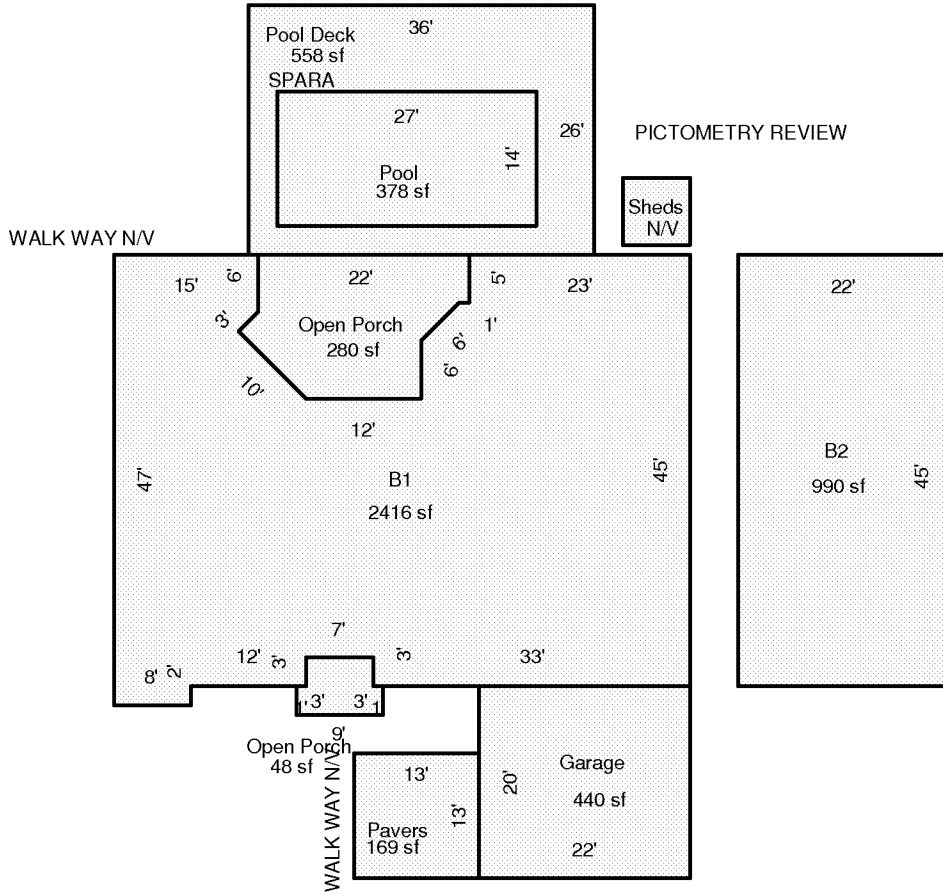 36'
Pool Deck
558 sf
SPARA
27'
26'
14'
Pool
378 sf
PICTOMETRY REVIEW
Sheds
N/V
WALK WAY N/V
15'
6'
22'
5'
23'
22'
3'
Open Porch
280 sf
1'
6'
6'
10'
12'
47'
B1
2416 sf
45'
B2
990 sf
45'
7'
12'
3'
3'
33'
8'
2'
1'
3'
3'
1
9'
Open Porch
48 sf
WALK WAY N/V
13'
13'
Pavers
169 sf
20'
Garage
440 sf
22'